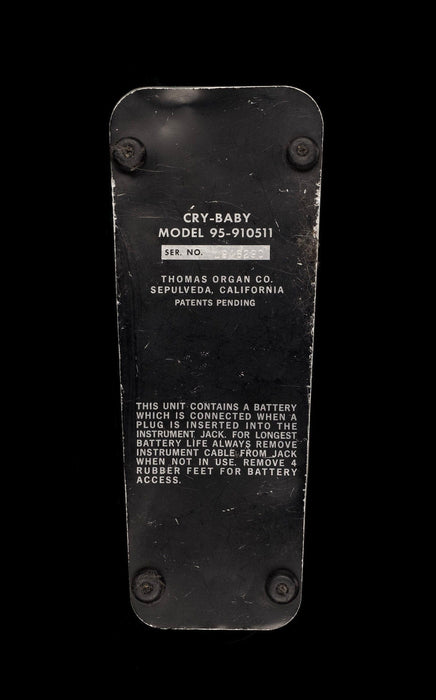 CRY-BABY
MODEL 95-910511
SER. NO.
THOMAS ORGAN CO.
SEPULVEDA, CALIFORNIA
PATENTS PENDING
THIS UNIT CONTAINS A BATTERY
WHICH IS CONNECTED WHEN A
PLUG IS INSERTED INTO THE
INSTRUMENT JACK. FOR LONGEST
BATTERY LIFE ALWAYS REMOVE
INSTRUMENT CABLE FROM JACK
WHEN NOT IN USE. REMOVE 4
RUBBER FEET FOR BATTERY
ACCESS.